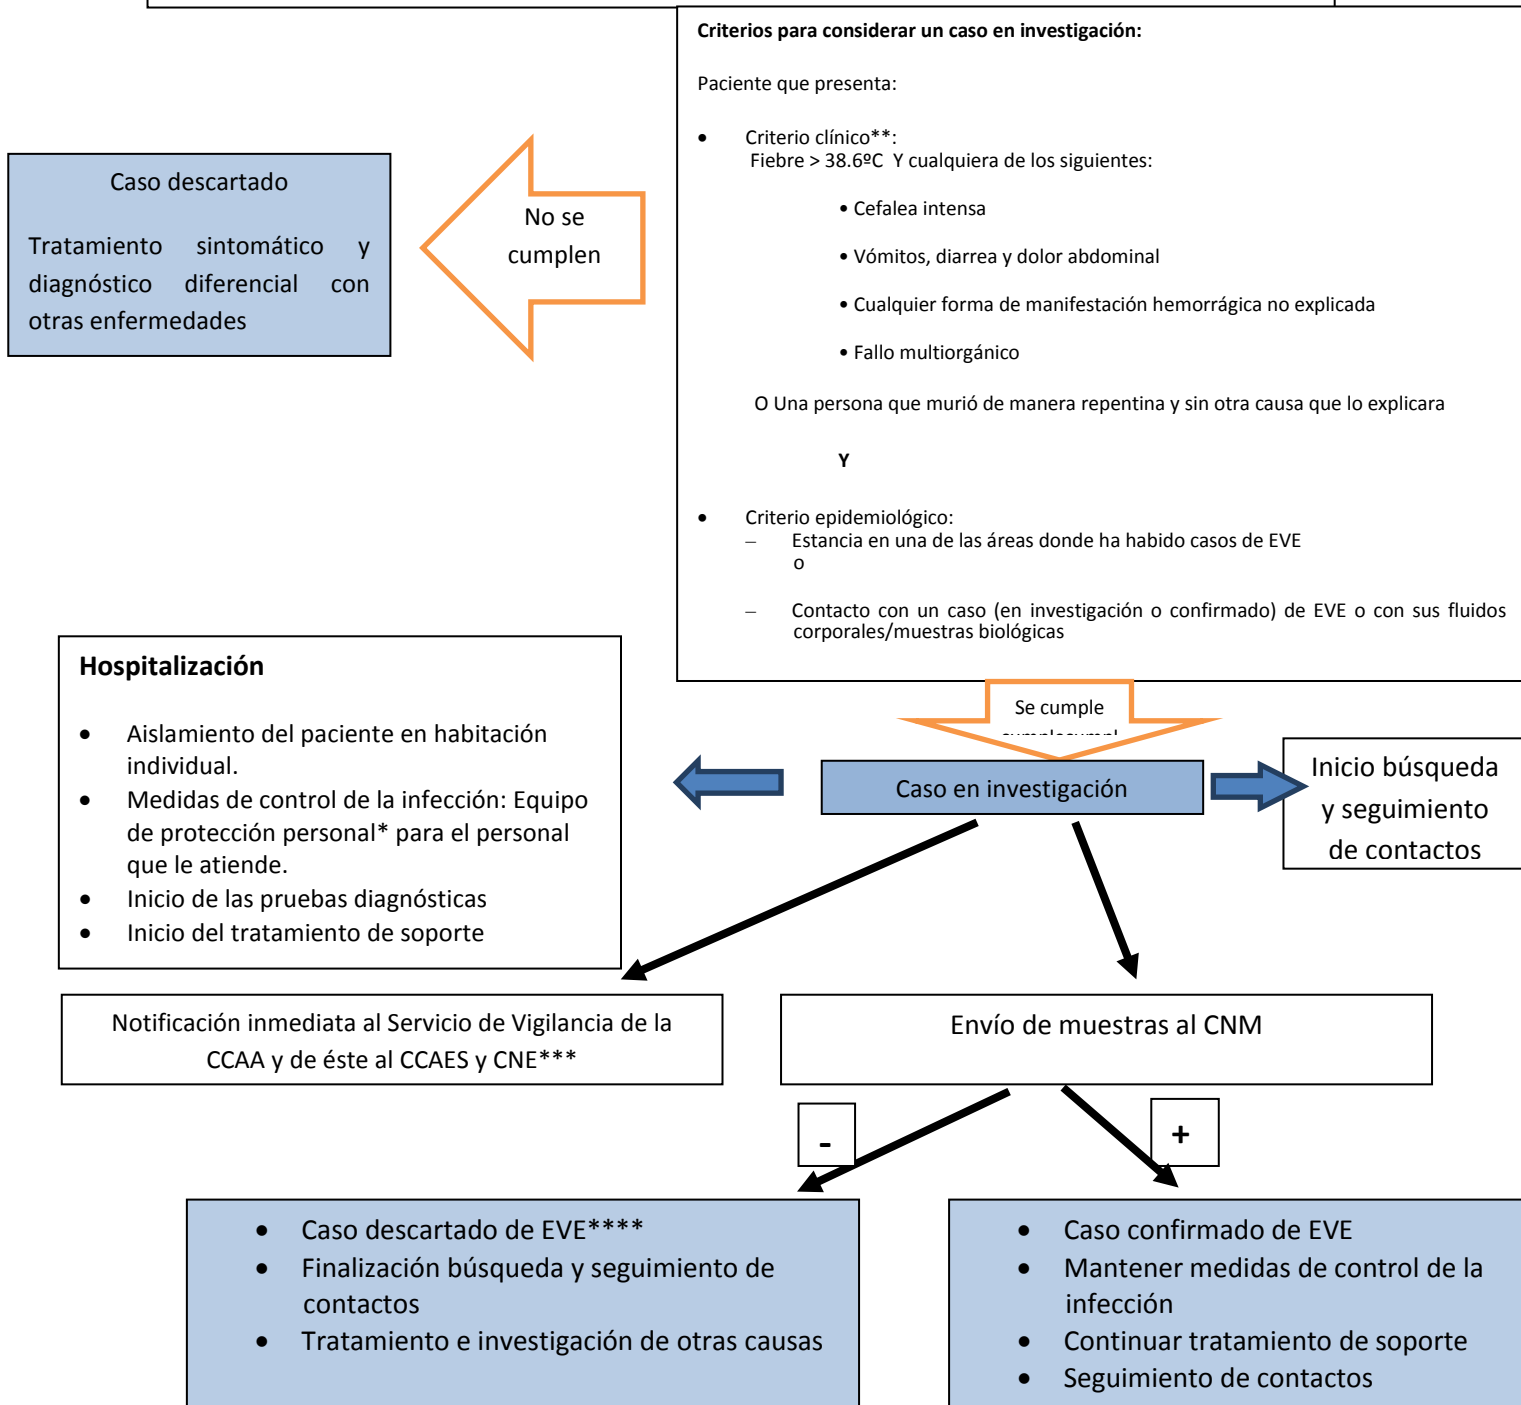 Criterios para considerar un caso en investigación:
Paciente que presenta:
• Criterio clínico**:
Fiebre > 38.6ºC Y cualquiera de los siguientes:
• Cefalea intensa
• Vómitos, diarrea y dolor abdominal
• Cualquier forma de manifestación hemorrágica no explicada
• Fallo multiorgánico
O Una persona que murió de manera repentina y sin otra causa que lo explicara
Y
• Criterio epidemiológico:
– Estancia en una de las áreas donde ha habido casos de EVE
o
– Contacto con un caso (en investigación o confirmado) de EVE o con sus fluidos
corporales/muestras biológicas
No se
cumplen
Caso descartado
Tratamiento sintomático y
diagnóstico diferencial con
otras enfermedades
Se cumple
Caso en investigación
Hospitalización
• Aislamiento del paciente en habitación
individual.
• Medidas de control de la infección: Equipo
de protección personal* para el personal
que le atiende.
• Inicio de las pruebas diagnósticas
• Inicio del tratamiento de soporte
Inicio búsqueda
y seguimiento
de contactos
Notificación inmediata al Servicio de Vigilancia de la
CCAA y de éste al CCAES y CNE***
Envío de muestras al CNM
-
+
• Caso descartado de EVE****
• Finalización búsqueda y seguimiento de
contactos
• Tratamiento e investigación de otras causas
• Caso confirmado de EVE
• Mantener medidas de control de la
infección
• Continuar tratamiento de soporte
• Seguimiento de contactos